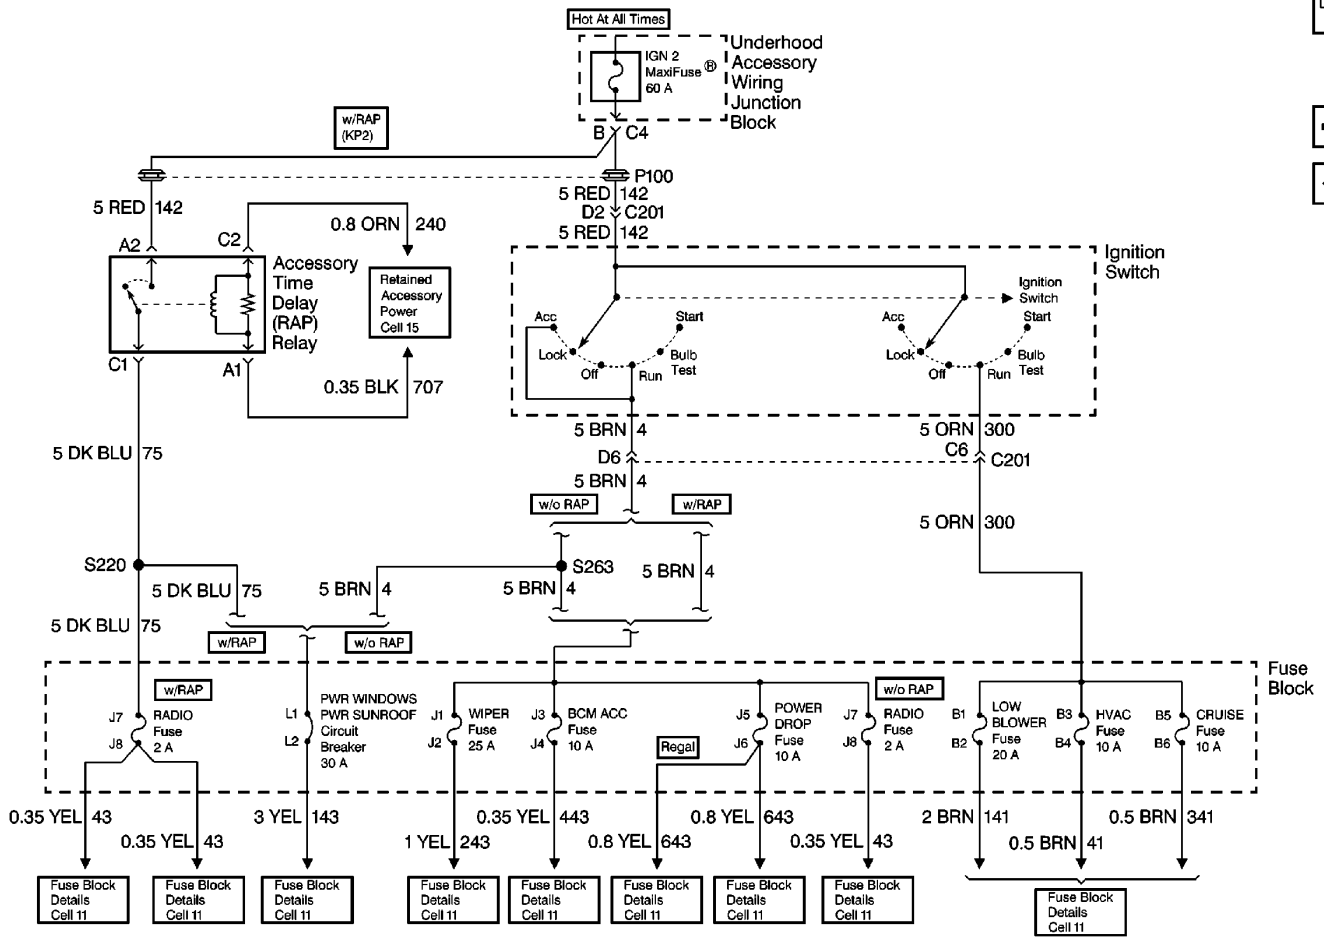 Hot At All Times
IGN 2
MaxiFuse ®
60 A
Underhood
Accessory
Wiring
Junction
Block
w/RAP
(KP2)
B C4
P100
5 RED 142
D2 C201
5 RED 142
5 RED 142
A2 C2
0.8 ORN 240
Accessory
Time
Delay
(RAP)
Relay
Retained
Accessory
Power
Cell 15
C1 A1
0.35 BLK 707
Ignition
Switch
Ignition
Switch
Acc
Lock
Off
Run
Bulb
Test
Start
Acc
Lock
Off
Run
Bulb
Test
Start
5 BRN 4
D6
5 BRN 4
5 ORN 300
C6 C201
5 ORN 300
5 DK BLU 75
w/o RAP
w/RAP
S220
5 DK BLU 75
5 BRN 4
S263
5 BRN 4
5 BRN 4
5 DK BLU 75
w/RAP
w/o RAP
Fuse
Block
w/RAP
J7
J8
RADIO
Fuse
2 A
L1
L2
PWR WINDOWS
PWR SUNROOF
Circuit
Breaker
30 A
J1
J2
WIPER
Fuse
25 A
J3
J4
BCM ACC
Fuse
10 A
Regal
J5
J6
POWER
DROP
Fuse
10 A
w/o RAP
J7
J8
RADIO
Fuse
2 A
B1
B2
LOW
BLOWER
Fuse
20 A
B3
B4
HVAC
Fuse
10 A
B5
B6
CRUISE
Fuse
10 A
0.35 YEL 43
0.35 YEL 43
3 YEL 143
1 YEL 243
0.35 YEL 443
0.8 YEL 643
0.8 YEL 643
0.35 YEL 43
2 BRN 141
0.5 BRN 41
0.5 BRN 341
Fuse Block
Details
Cell 11
Fuse Block
Details
Cell 11
Fuse Block
Details
Cell 11
Fuse Block
Details
Cell 11
Fuse Block
Details
Cell 11
Fuse Block
Details
Cell 11
Fuse Block
Details
Cell 11
Fuse Block
Details
Cell 11
Fuse Block
Details
Cell 11